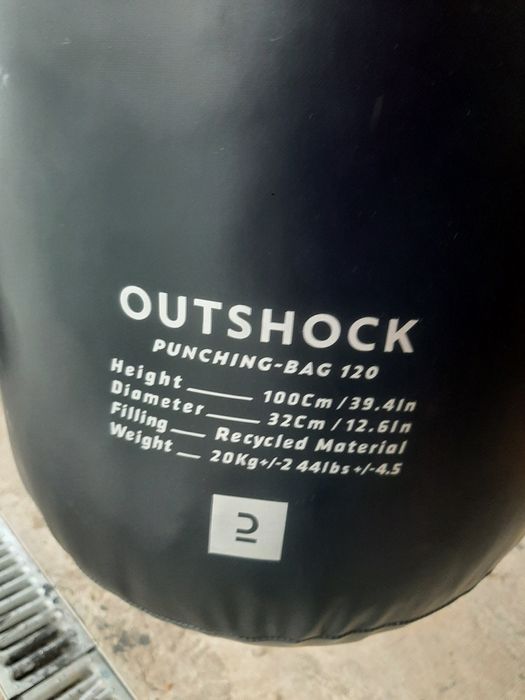 OUTSHOCK
PUNCHING-BAG 120
Height 100Cm/39.4In
Diameter 32Cm/12.6In
Filling Recycled Material
Weight 20Kg+/-2 44lbs+/-4.5